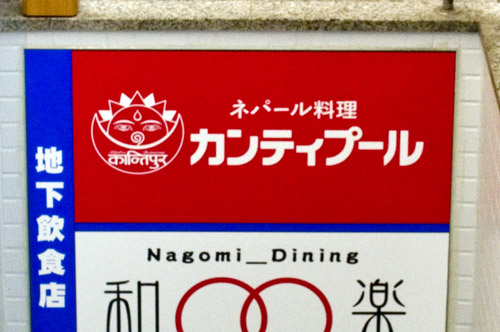 地下飲食店
ネパール料理
कान्तिपुर
カンティプール
Nagomi_Dining
和 楽